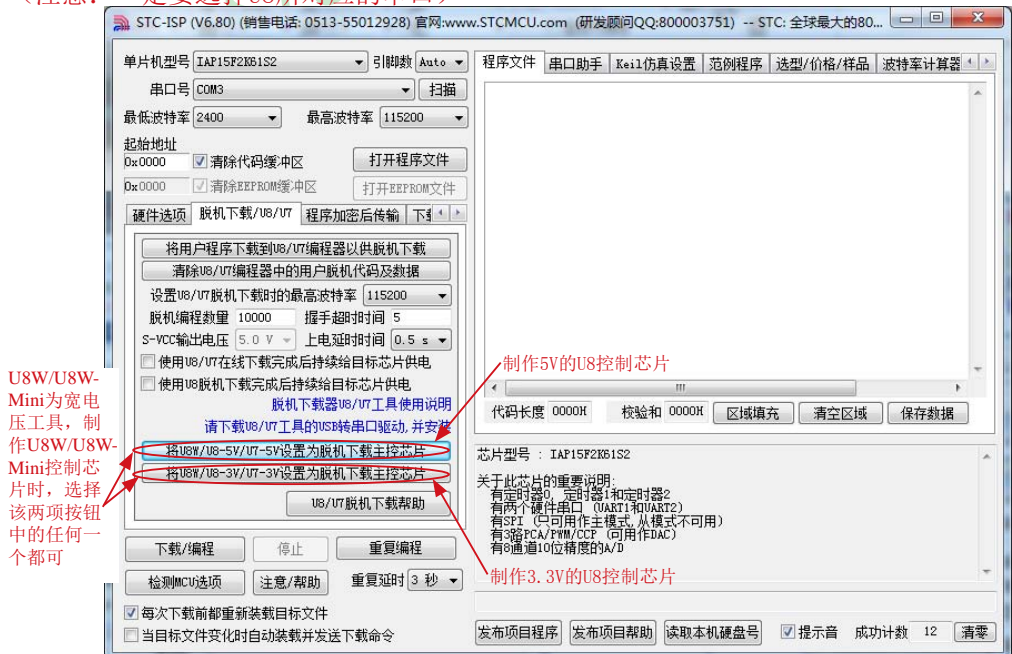 （注意：一定要选择U8所对应的串口）
STC-ISP (V6.80) (销售电话: 0513-55012928) 官网:www.STCMCU.com (研发顾问QQ:800003751) -- STC: 全球最大的80...
单片机型号 IAP15F2K61S2 引脚数 Auto
串口号 COM3 扫描
最低波特率 2400 最高波特率 115200
起始地址
0x0000 清除代码缓冲区 打开程序文件
0x0000 清除EEPROM缓冲区 打开EEPROM文件
硬件选项 脱机下载/U8/U7 程序加密后传输
将用户程序下载到U8/U7编程器以供脱机下载
清除U8/U7编程器中的用户脱机代码及数据
设置U8/U7脱机下载时的最高波特率 115200
脱机编程数量 10000 握手超时时间 5
S-VCC输出电压 5.0 V 上电延时时间 0.5 s
使用U8/U7在线下载完成后持续给目标芯片供电
使用U8脱机下载完成后持续给目标芯片供电
脱机下载器U8/U7工具使用说明
请下载U8/U7工具的USB转串口驱动,并安装
将U8W/U8-5V/U7-5V设置为脱机下载主控芯片
将U8W/U8-3V/U7-3V设置为脱机下载主控芯片
U8/U7脱机下载帮助
下载/编程 停止 重复编程
检测MCU选项 注意/帮助 重复延时 3 秒
每次下载前都重新装载目标文件
当目标文件变化时自动装载并发送下载命令
U8W/U8W-
Mini为宽电
压工具，制
作U8W/U8W-
Mini控制芯
片时，选择
该两项按钮
中的任何一
个都可
程序文件 串口助手 Keil仿真设置 范例程序 选型/价格/样品 波特率计算器
制作5V的U8控制芯片
代码长度 0000H 校验和 0000H 区域填充 清空区域 保存数据
芯片型号 : IAP15F2K61S2
关于此芯片的重要说明:
有定时器0, 定时器1和定时器2
有两个硬件串口 (UART1和UART2)
有SPI (只可用作主模式,从模式不可用)
有3路PCA/PWM/CCP (可用作DAC)
有8通道10位精度的A/D
制作3.3V的U8控制芯片
发布项目程序 发布项目帮助 读取本机硬盘号 提示音 成功计数 12 清零